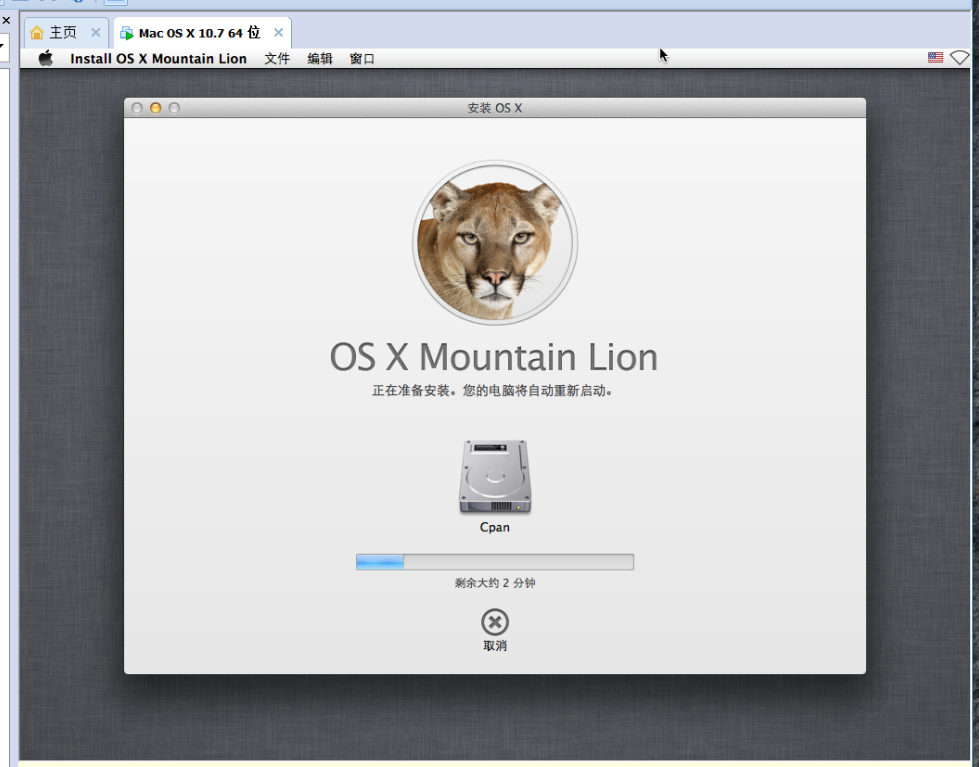 主页
Mac OS X 10.7 64 位
Install OS X Mountain Lion 文件 编辑 窗口
安装 OS X
OS X Mountain Lion
正在准备安装。您的电脑将自动重新启动。
Cpan
剩余大约 2 分钟
取消